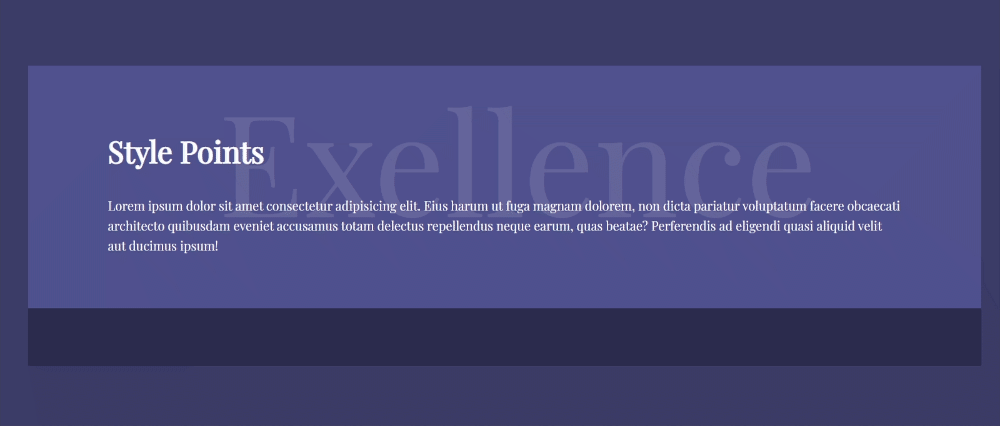 Exellence
Style Points
Lorem ipsum dolor sit amet consectetur adipisicing elit. Eius harum ut fuga magnam dolorem, non dicta pariatur voluptatum facere obcaecati
architecto quibusdam eveniet accusamus totam delectus repellendus neque earum, quas beatae? Perferendis ad eligendi quasi aliquid velit
aut ducimus ipsum!